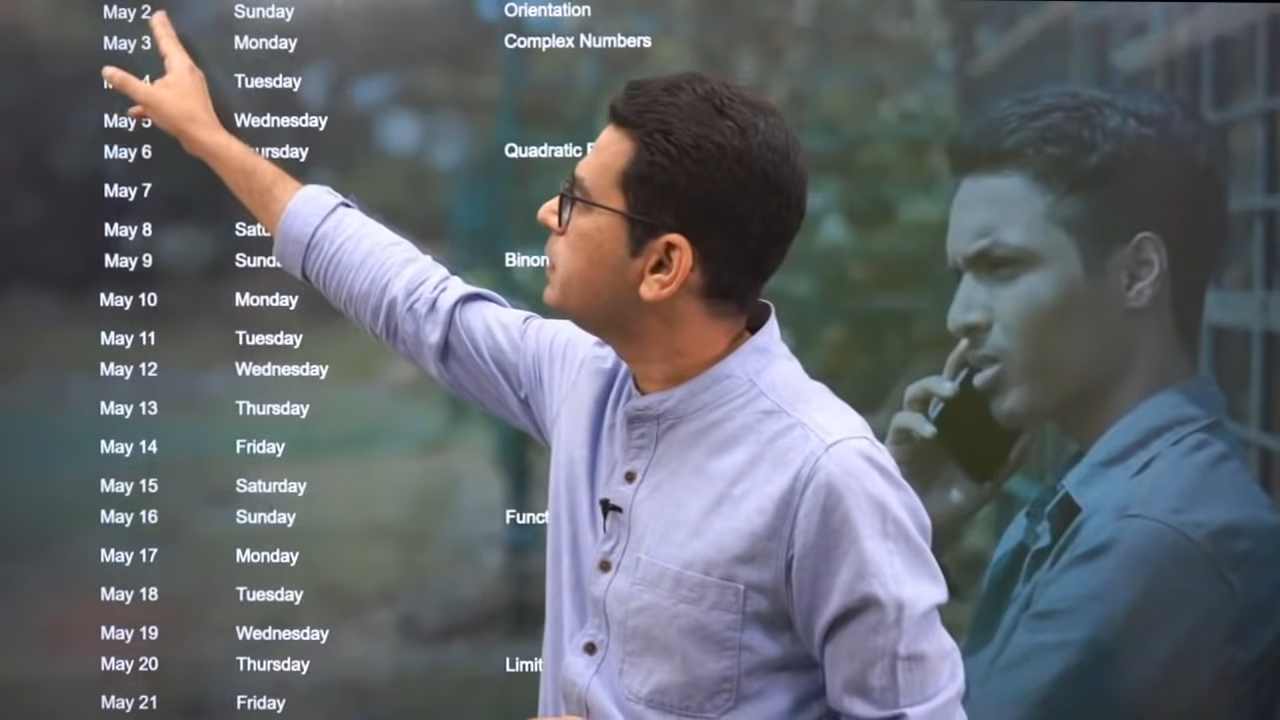 May 2 Sunday Orientation
May 3 Monday Complex Numbers
4 Tuesday
May 5 Wednesday
May 6 Quadratic
May 7
May 8
May 9
May 10 Monday
May 11 Tuesday
May 12 Wednesday
May 13 Thursday
May 14 Friday
May 15 Saturday
May 16 Sunday
May 17 Monday
May 18 Tuesday
May 19 Wednesday
May 20 Thursday
May 21 Friday